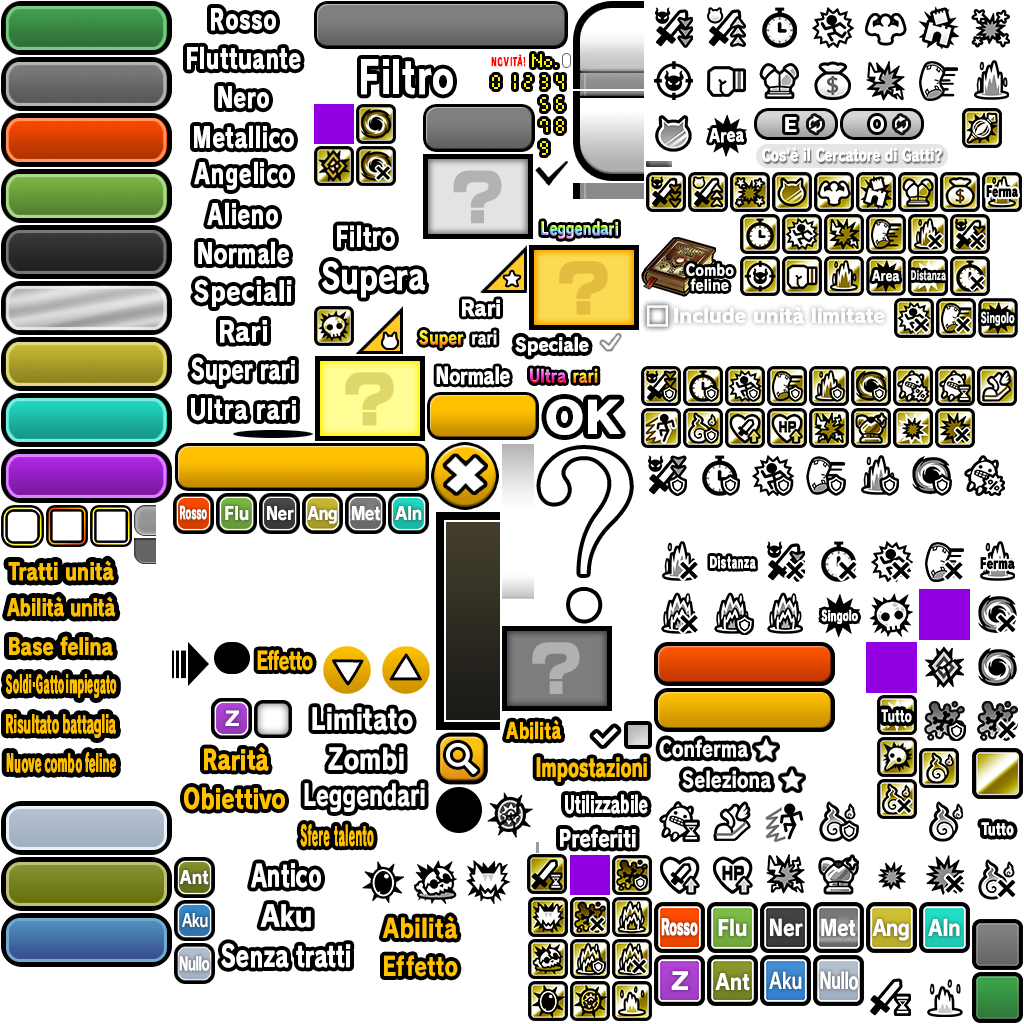 Rosso
Fluttuante
Nero
Metallico
Angelico
Alieno
Normale
Speciali
Rari
Super rari
Ultra rari
Filtro
NOVITÀ! No.
0 1 2 3 4
5 6
9 8
9
?
Leggendari
Filtro
Supera
?
Rari
Super rari
Speciale
Normale
Ultra rari
?
OK
Rosso
Flu
Ner
Ang
Met
Aln
?
?
Tratti unità
Abilità unità
Base felina
Soldi·Gatto impiegato
Risultato battaglia
Nuove combo feline
Effetto
Z
Limitato
Rarità
Zombi
Obiettivo
Leggendari
Sfere talento
Abilità
Impostazioni
Utilizzabile
Preferiti
Ant
Antico
Aku
Aku
Nullo
Senza tratti
Abilità
Effetto
$
Area
E
O
Cos'è il Cercatore di Gatti?
$
Ferma
Combo
feline
Area
Distanza
Include unità limitate
Singolo
%
HP
%
Distanza
Ferma
Singolo
Tutto
Conferma
Seleziona
Tutto
HP
Rosso
Flu
Ner
Met
Ang
Aln
Z
Ant
Aku
Nullo